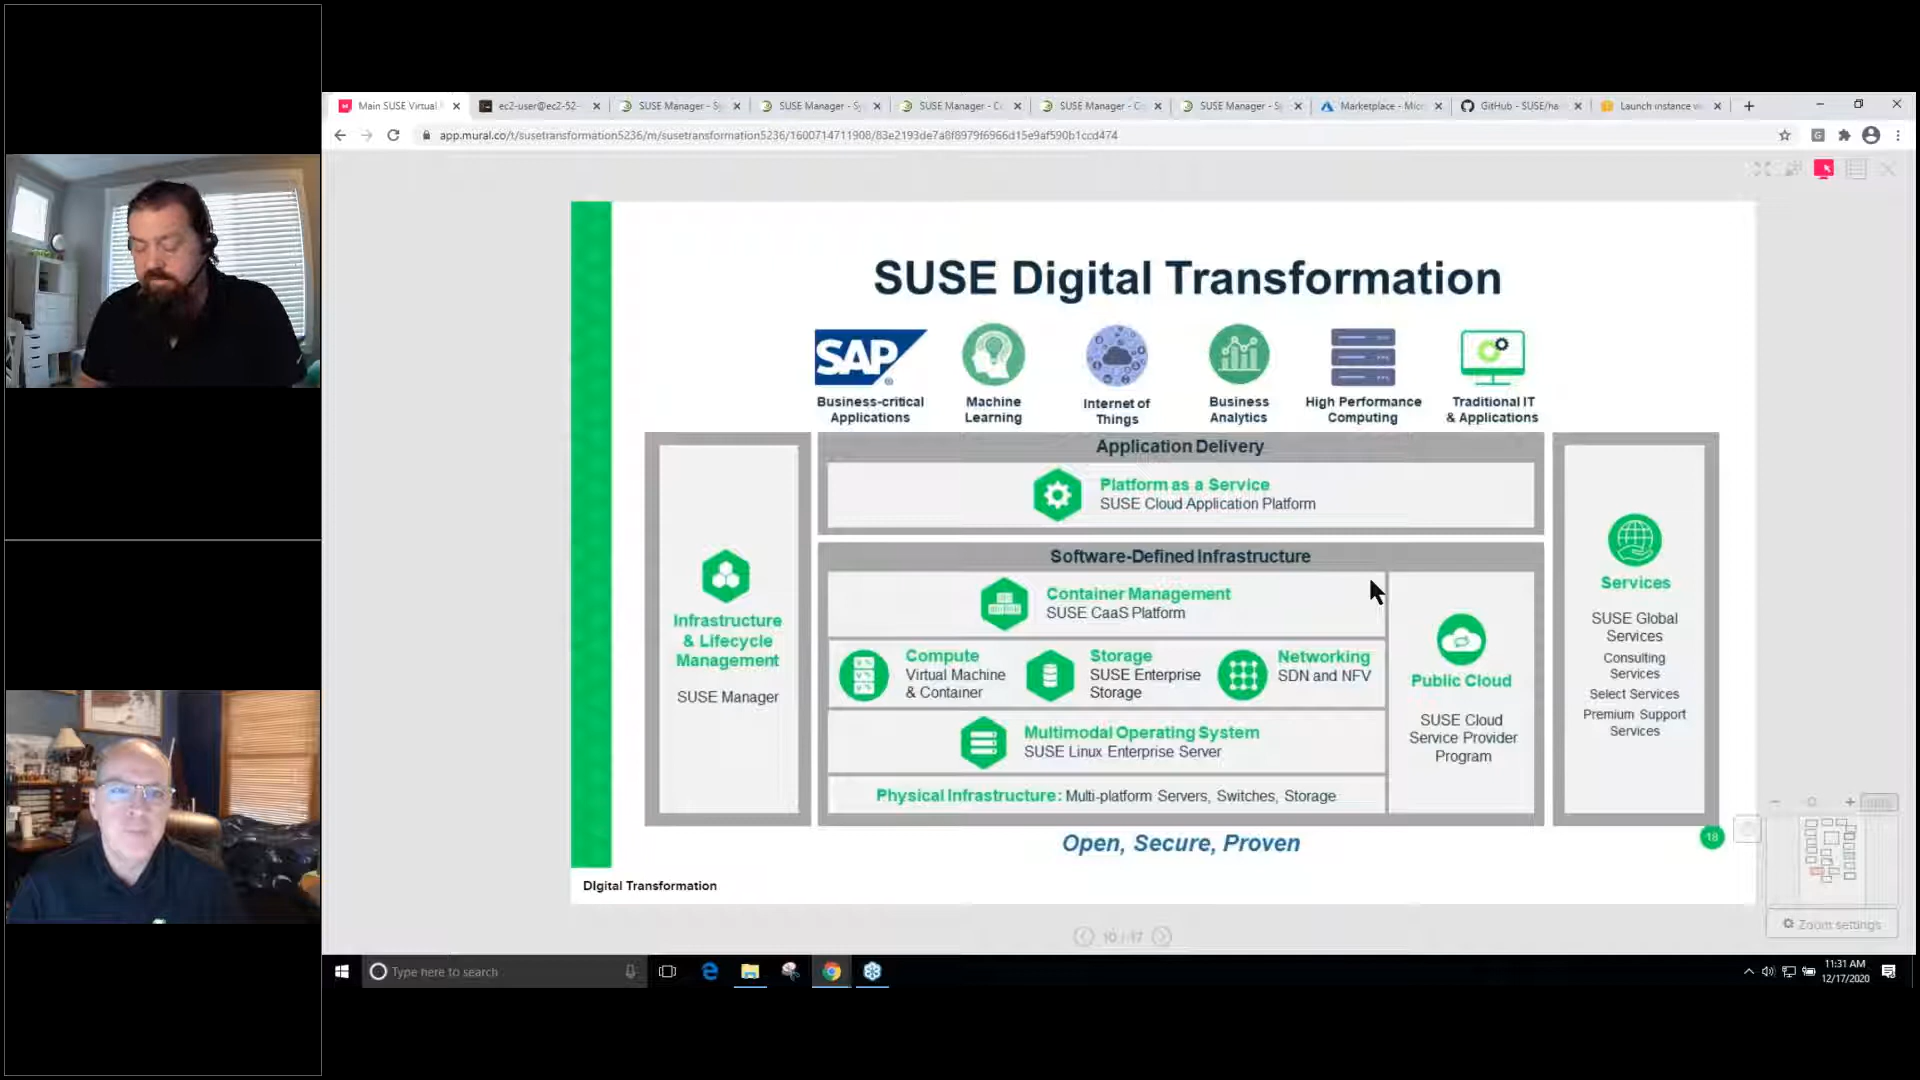 Main SUSE Virtual
ec2-user@ec2-52-
SUSE Manager - Sy
SUSE Manager - Sy
SUSE Manager - Co
SUSE Manager - Co
SUSE Manager - Sy
Marketplace - Micr
GitHub - SUSE/ha
Launch instance w
app.mural.co/t/susetransformation5236/m/susetransformation5236/1600714711908/83e2193de7a8f8979f6966d15e9af590b1ccd474
SUSE Digital Transformation
SAP
Business-critical
Applications
Machine
Learning
Internet of
Things
Business
Analytics
High Performance
Computing
Traditional IT
& Applications
Infrastructure
& Lifecycle
Management
SUSE Manager
Application Delivery
Platform as a Service
SUSE Cloud Application Platform
Software-Defined Infrastructure
Container Management
SUSE CaaS Platform
Compute
Virtual Machine
& Container
Storage
SUSE Enterprise
Storage
Networking
SDN and NFV
Multimodal Operating System
SUSE Linux Enterprise Server
Physical Infrastructure: Multi-platform Servers, Switches, Storage
Public Cloud
SUSE Cloud
Service Provider
Program
Services
SUSE Global
Services
Consulting
Services
Select Services
Premium Support
Services
Open, Secure, Proven
18
DIgital Transformation
Zoom settings
10 / 17
Type here to search
11:31 AM
12/17/2020